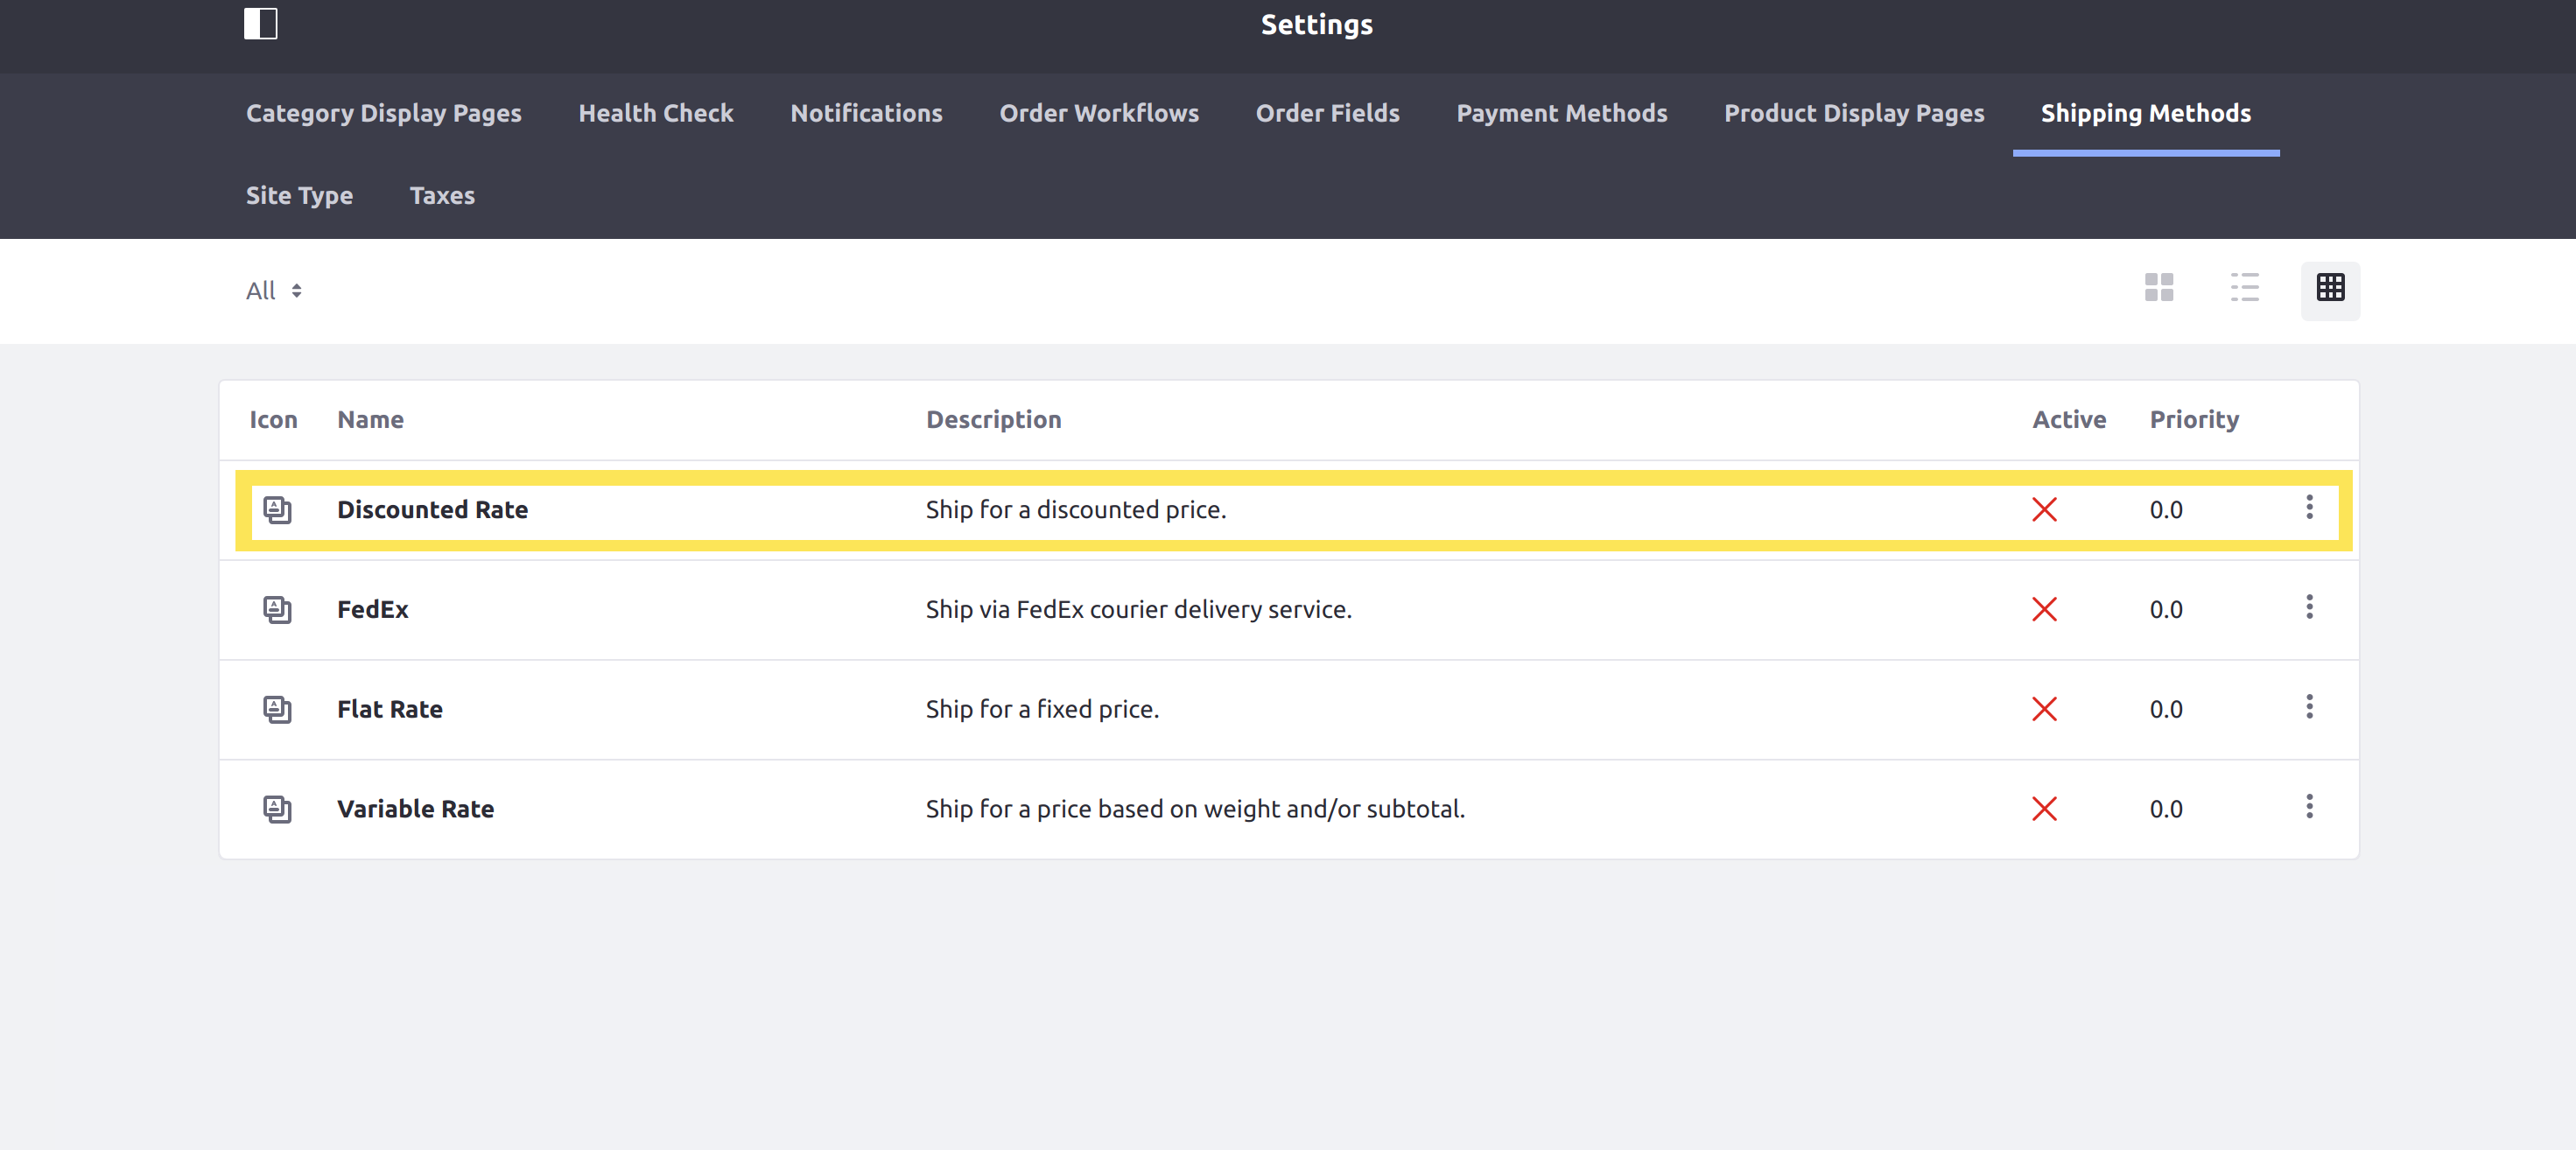 Settings
Category Display Pages Health Check Notifications Order Workflows Order Fields Payment Methods Product Display Pages Shipping Methods
Site Type Taxes
All
Icon Name Description Active Priority
Discounted Rate Ship for a discounted price. 0.0
FedEx Ship via FedEx courier delivery service. 0.0
Flat Rate Ship for a fixed price. 0.0
Variable Rate Ship for a price based on weight and/or subtotal. 0.0